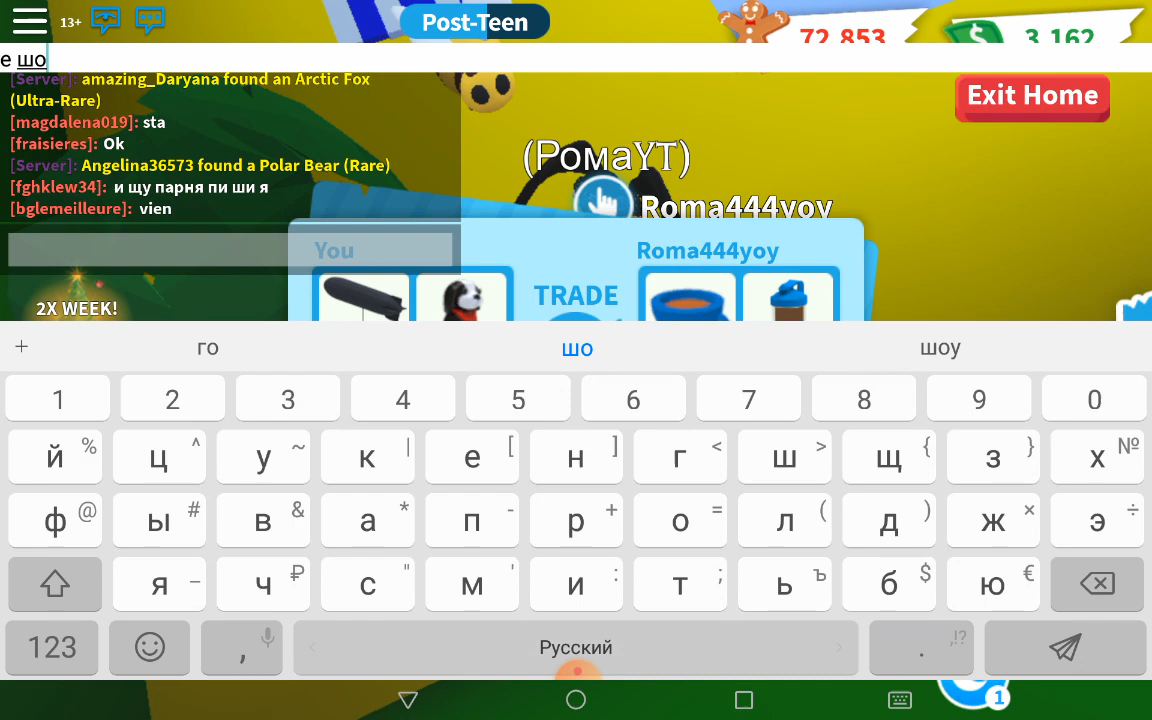 13+
Post-Teen
72 853
3 162
е шо
Exit Home
[Server]: amazing_Daryana found an Arctic Fox
(Ultra-Rare)
[magdalena019]: sta
[fraisieres]: Ok
[Server]: Angelina36573 found a Polar Bear (Rare)
[fghklew34]: и щу парня пи ши я
[bglemeilleure]: vien
(РомаYT)
Roma444yoy
You
Roma444yoy
TRADE
2X WEEK!
+ го шо шоу
1 2 3 4 5 6 7 8 9 0
й % ц ^ у ~ к | е [ н ] г < ш > щ { з } х №
ф @ ы # в & а * п - р + о = л ( д ) ж × э ÷
я _ ч ₽ с " м ' и : т ; ь ъ б $ ю €
123 , Русский . ,!?
1